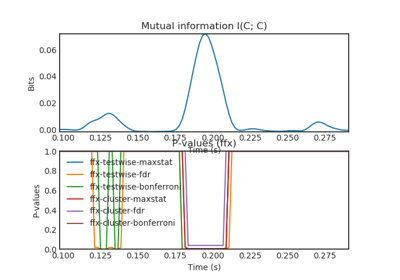 Mutual information I(C; C)
0.06
0.04
0.02
0.00
Bits
0.100 0.125 0.150 0.175 0.200 0.225 0.250 0.275
Time (s)
P-values (ffx)
1.0
0.8
0.6
0.4
0.2
0.0
P-values
ffx-testwise-maxstat
ffx-testwise-fdr
ffx-testwise-bonferroni
ffx-cluster-maxstat
ffx-cluster-fdr
ffx-cluster-bonferroni
0.100 0.125 0.150 0.175 0.200 0.225 0.250 0.275
Time (s)